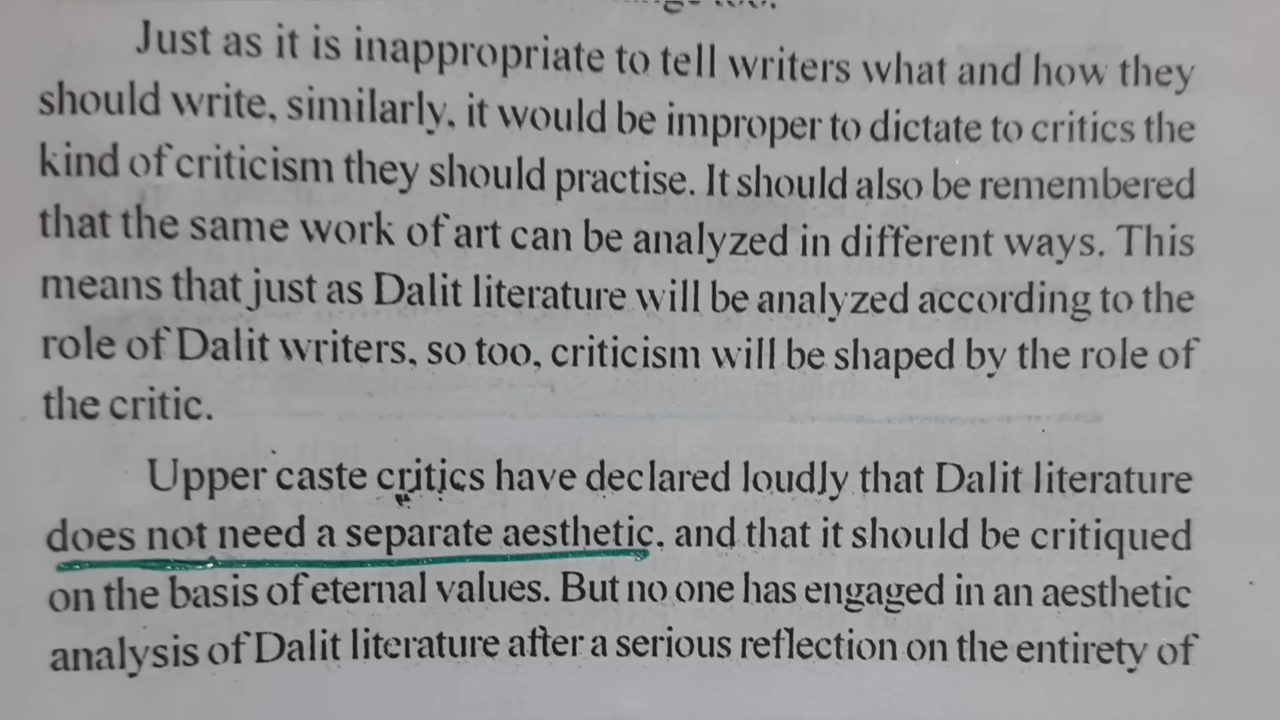 Just as it is inappropriate to tell writers what and how they
should write, similarly, it would be improper to dictate to critics the
kind of criticism they should practise. It should also be remembered
that the same work of art can be analyzed in different ways. This
means that just as Dalit literature will be analyzed according to the
role of Dalit writers, so too, criticism will be shaped by the role of
the critic.
Upper caste critics have declared loudly that Dalit literature
does not need a separate aesthetic, and that it should be critiqued
on the basis of eternal values. But no one has engaged in an aesthetic
analysis of Dalit literature after a serious reflection on the entirety of